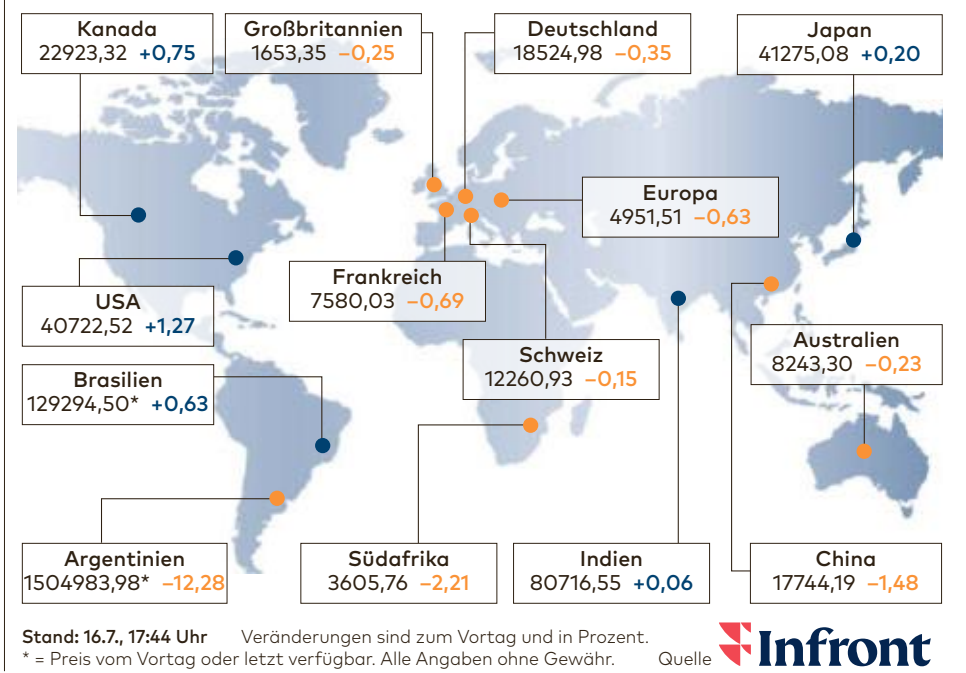 Kanada
22923,32 +0,75
Großbritannien
1653,35 −0,25
Deutschland
18524,98 −0,35
Japan
41275,08 +0,20
Europa
4951,51 −0,63
Frankreich
7580,03 −0,69
USA
40722,52 +1,27
Schweiz
12260,93 −0,15
Australien
8243,30 −0,23
Brasilien
129294,50* +0,63
Argentinien
1504983,98* −12,28
Südafrika
3605,76 −2,21
Indien
80716,55 +0,06
China
17744,19 −1,48
Stand: 16.7., 17:44 Uhr Veränderungen sind zum Vortag und in Prozent.
* = Preis vom Vortag oder letzt verfügbar. Alle Angaben ohne Gewähr. Quelle Infront